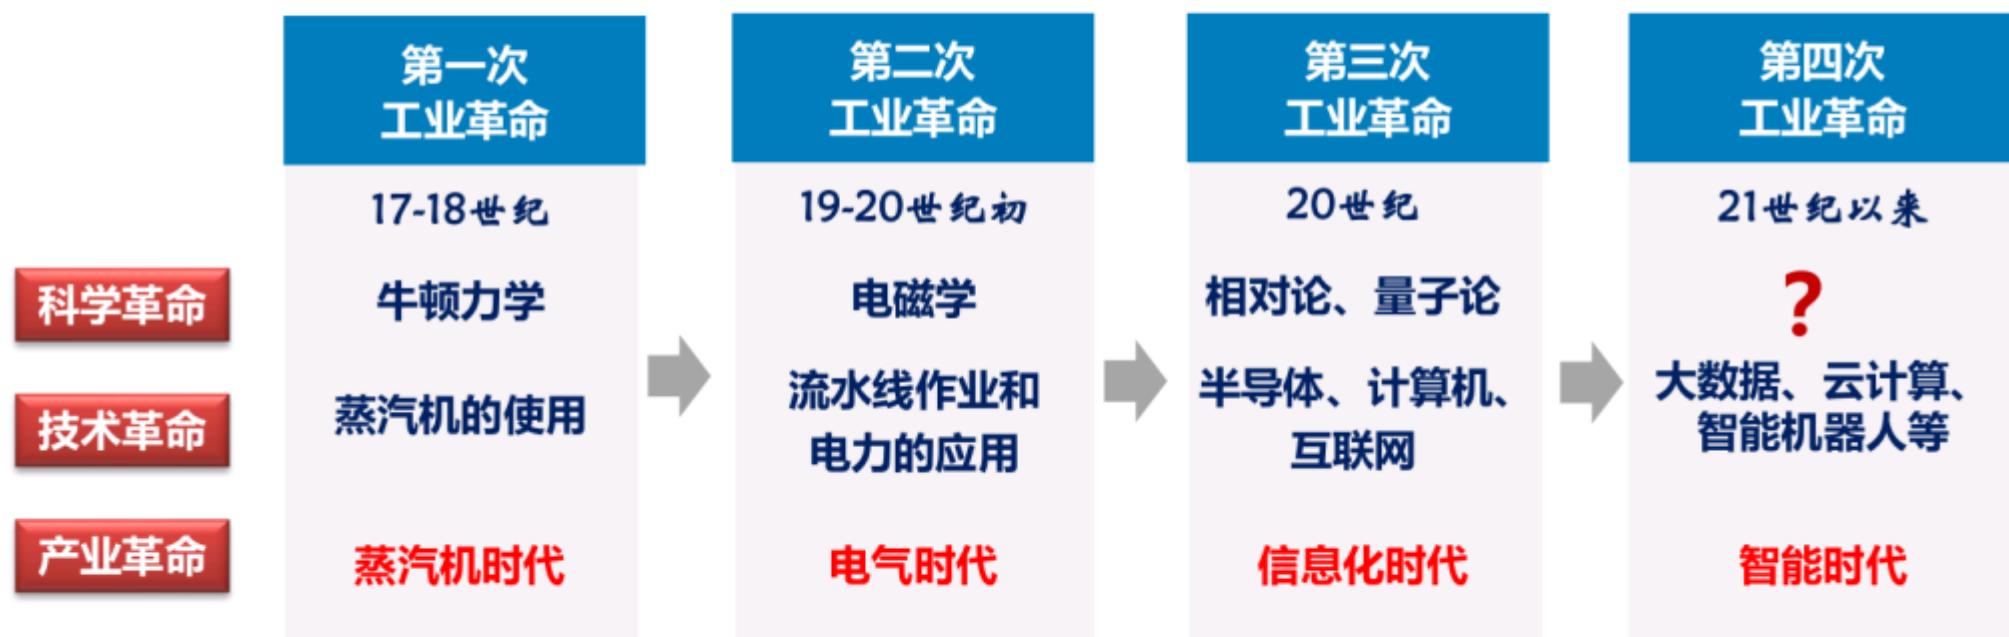 第一次
工业革命
第二次
工业革命
第三次
工业革命
第四次
工业革命
17-18世纪
19-20世纪初
20世纪
21世纪以来
科学革命
牛顿力学
电磁学
相对论、量子论
?
技术革命
蒸汽机的使用
流水线作业和
电力的应用
半导体、计算机、
互联网
大数据、云计算、
智能机器人等
产业革命
蒸汽机时代
电气时代
信息化时代
智能时代